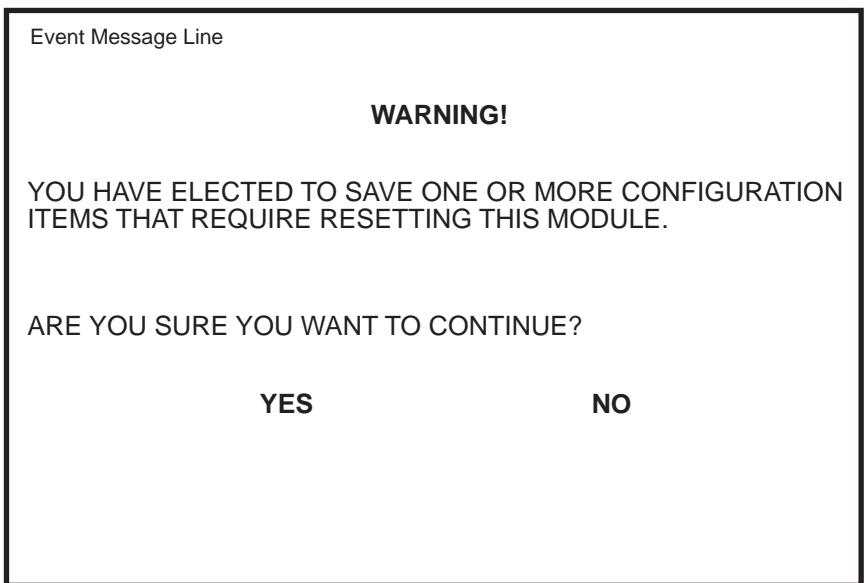 Event Message Line
WARNING!
YOU HAVE ELECTED TO SAVE ONE OR MORE CONFIGURATION
ITEMS THAT REQUIRE RESETTING THIS MODULE.
ARE YOU SURE YOU WANT TO CONTINUE?
YES NO